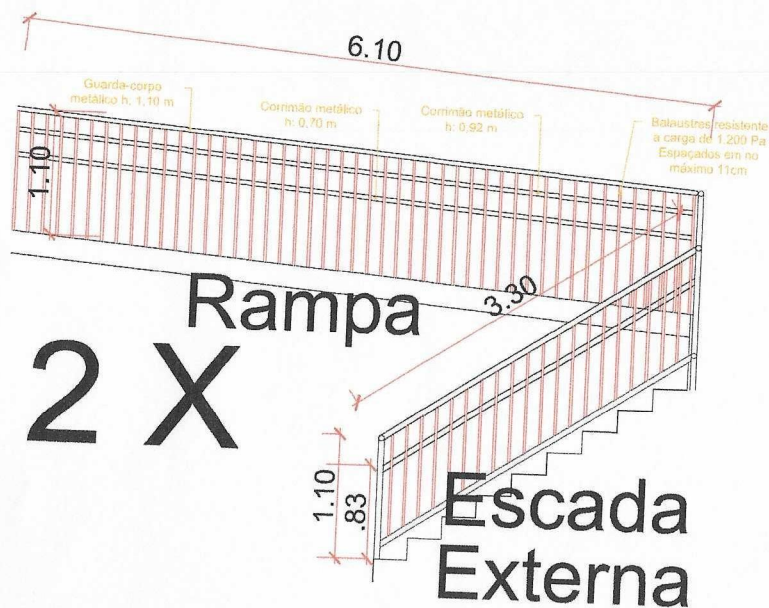 6.10
Guarda-corpo
metálico h: 1,10 m
Corrimão metálico
h: 0,70 m
Corrimão metálico
h: 0,92 m
Balaustres resistente
a carga de 1.200 Pa
Espaçados em no
máximo 11cm
1.10
3.30
Rampa
2 X
1.10
.83
Escada
Externa